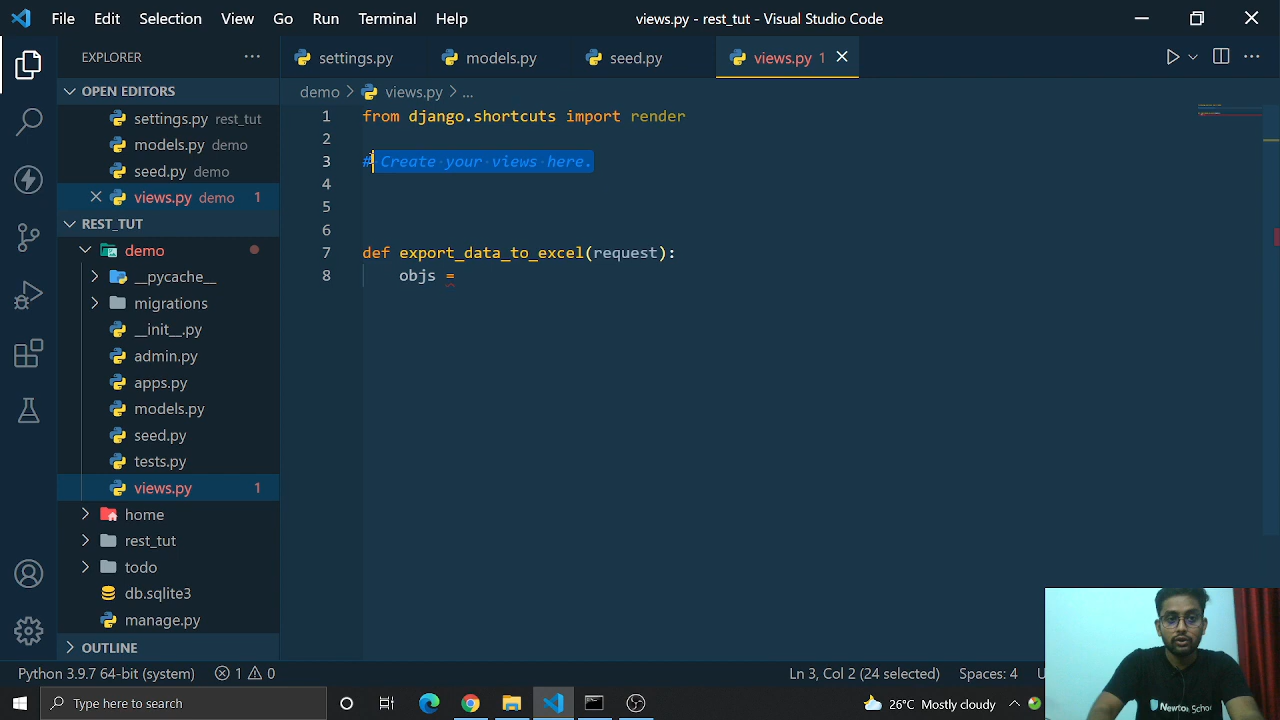 File Edit Selection View Go Run Terminal Help
views.py - rest_tut - Visual Studio Code
EXPLORER
settings.py
models.py
seed.py
views.py 1
OPEN EDITORS
settings.py rest_tut
models.py demo
seed.py demo
views.py demo 1
REST_TUT
demo
__pycache__
migrations
__init__.py
admin.py
apps.py
models.py
seed.py
tests.py
views.py 1
home
rest_tut
todo
db.sqlite3
manage.py
OUTLINE
demo > views.py > ...
1 from django.shortcuts import render
2
3 # Create your views here.
4
5
6
7 def export_data_to_excel(request):
8 objs =
Newton School
Python 3.9.7 64-bit (system) 1 0
Ln 3, Col 2 (24 selected) Spaces: 4 U
Type here to search
26°C Mostly cloudy